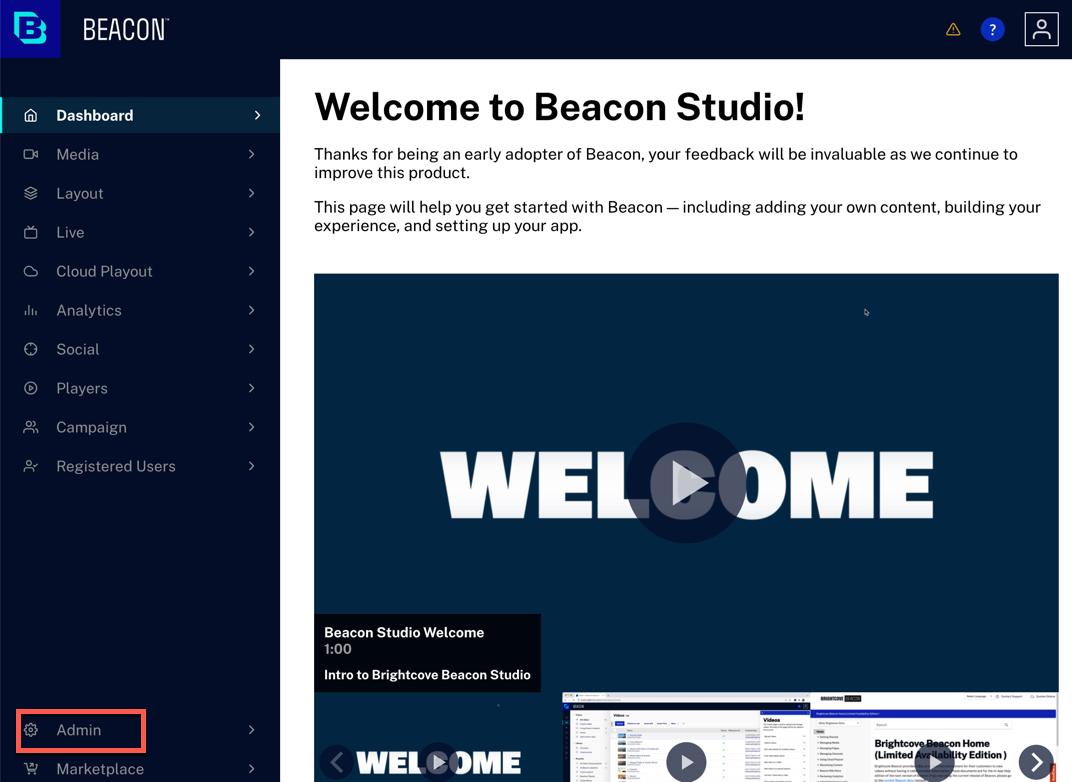 BEACON™
?
Dashboard
Media
Layout
Live
Cloud Playout
Analytics
Social
Players
Campaign
Registered Users
Admin
Welcome to Beacon Studio!
Thanks for being an early adopter of Beacon, your feedback will be invaluable as we continue to
improve this product.
This page will help you get started with Beacon — including adding your own content, building your
experience, and setting up your app.
WELCOME
Beacon Studio Welcome
1:00
Intro to Brightcove Beacon Studio
WELCOME
Videos
Videos
BRIGHTCOVE BEACON
Search
Brightcove Beacon Home
(Limited Availability Edition)